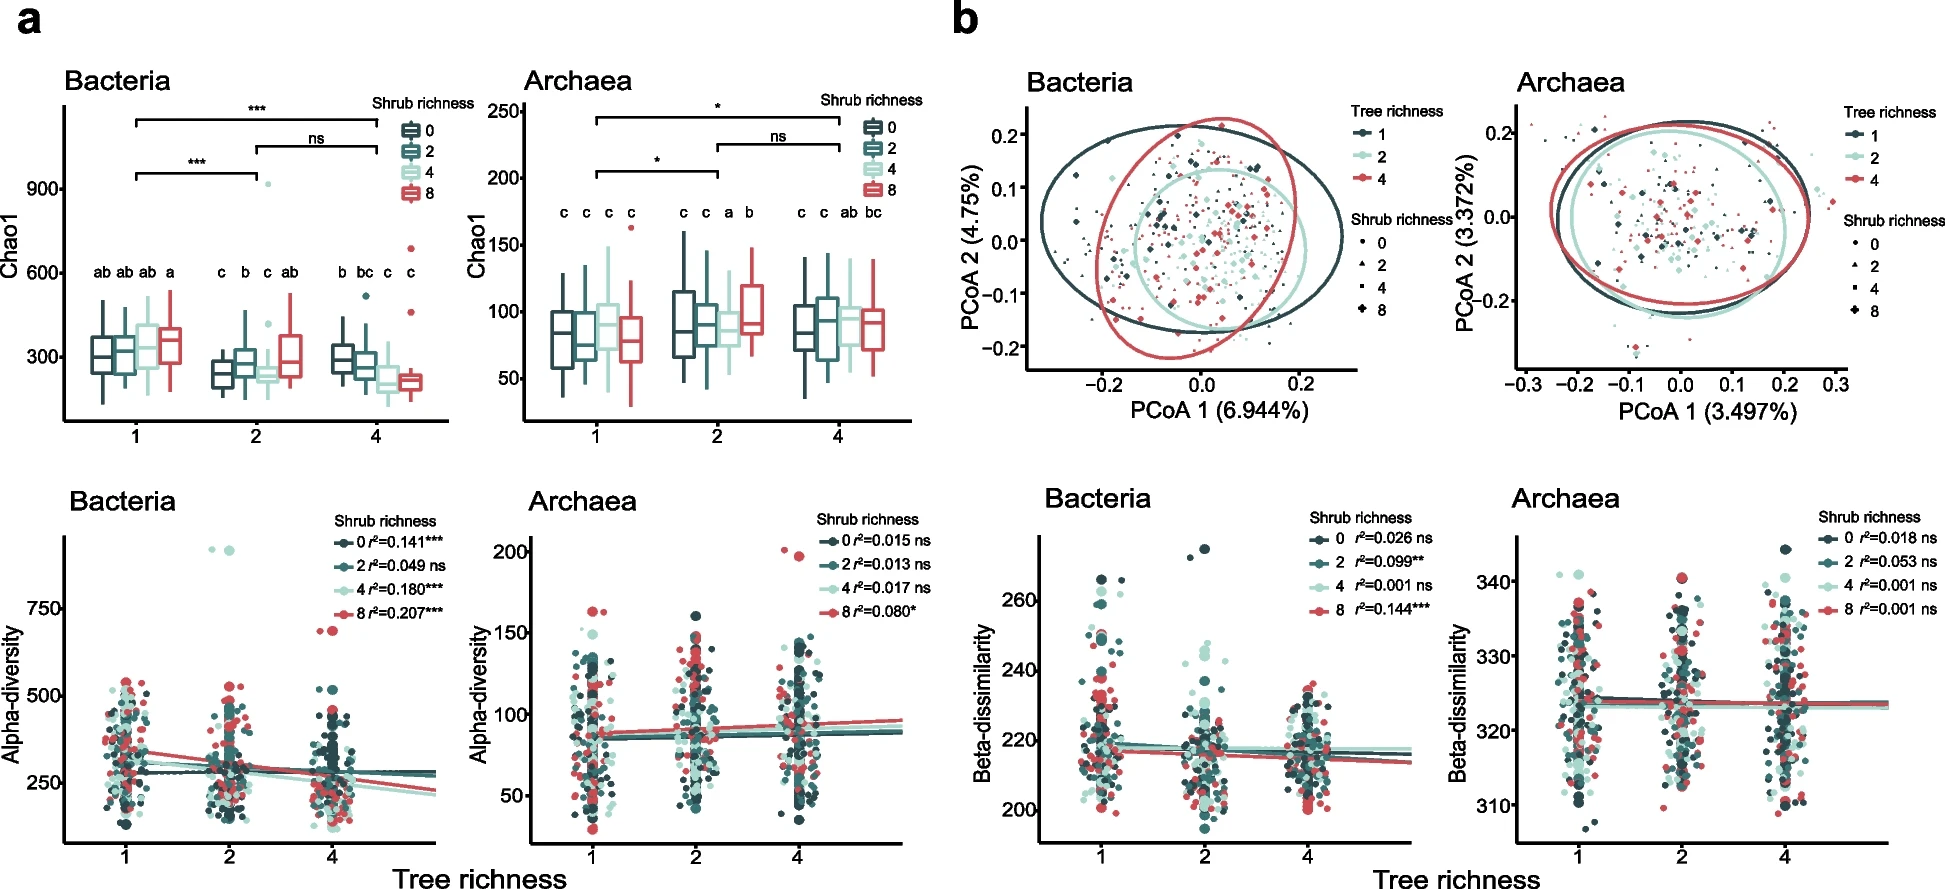 a
Bacteria
Shrub richness
0
2
4
8
***
ns
***
Chao1
900
600
300
ab ab ab a
c b c ab
b bc c c
1 2 4
Archaea
Shrub richness
0
2
4
8
*
ns
*
Chao1
250
200
150
100
50
c c c c
c c a b
c c ab bc
1 2 4
b
Bacteria
Tree richness
1
2
4
Shrub richness
0
2
4
8
PCoA 2 (4.75%)
0.2
0.1
0.0
−0.1
−0.2
−0.2 0.0 0.2
PCoA 1 (6.944%)
Archaea
Tree richness
1
2
4
Shrub richness
0
2
4
8
PCoA 2 (3.372%)
0.2
0.0
−0.2
−0.3 −0.2 −0.1 0.0 0.1 0.2 0.3
PCoA 1 (3.497%)
Bacteria
Shrub richness
0 r²=0.141***
2 r²=0.049 ns
4 r²=0.180***
8 r²=0.207***
Alpha-diversity
750
500
250
1 2 4
Archaea
Shrub richness
0 r²=0.015 ns
2 r²=0.013 ns
4 r²=0.017 ns
8 r²=0.080*
Alpha-diversity
200
150
100
50
1 2 4
Tree richness
Bacteria
Shrub richness
0 r²=0.026 ns
2 r²=0.099**
4 r²=0.001 ns
8 r²=0.144***
Beta-dissimilarity
260
240
220
200
1 2 4
Archaea
Shrub richness
0 r²=0.018 ns
2 r²=0.053 ns
4 r²=0.001 ns
8 r²=0.001 ns
Beta-dissimilarity
340
330
320
310
1 2 4
Tree richness